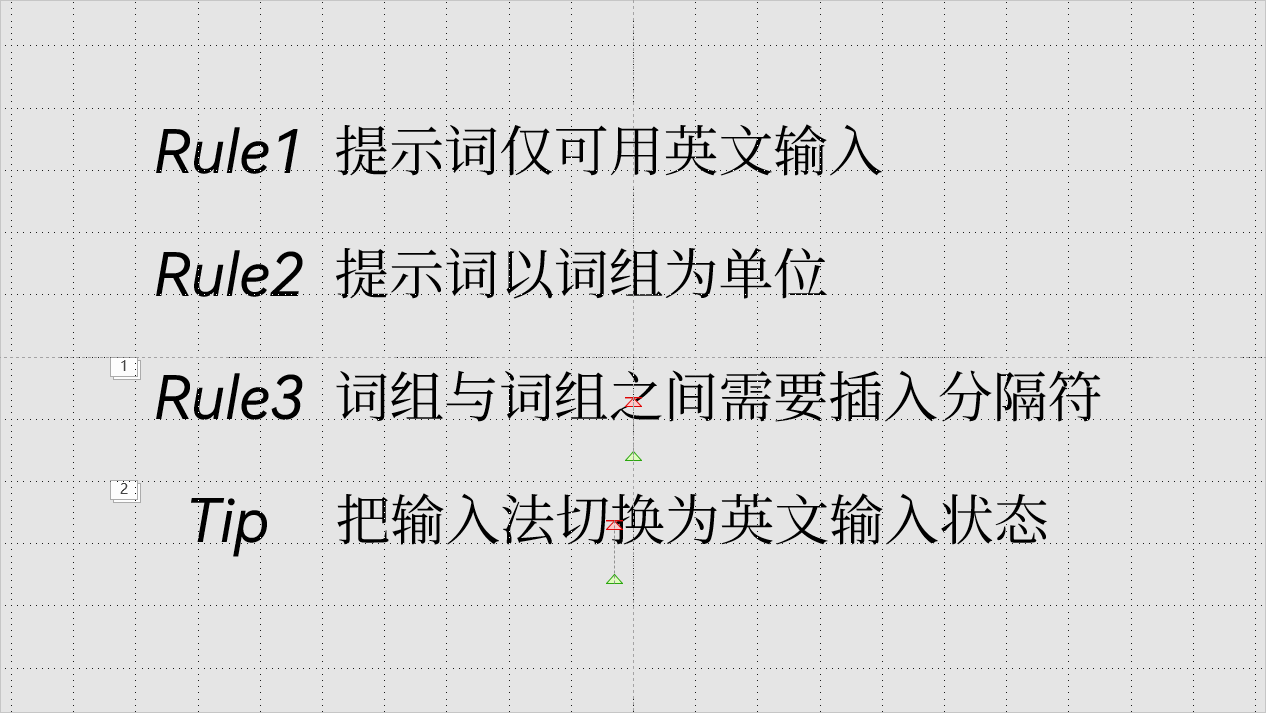 Rule1 提示词仅可用英文输入
Rule2 提示词以词组为单位
1
Rule3 词组与词组之间需要插入分隔符
2
Tip 把输入法切换为英文输入状态